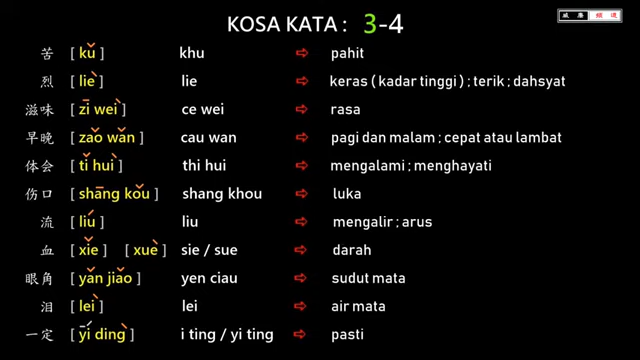 KOSA KATA : 3-4
威廉 频道
苦 [ kǔ ] khu ⇨ pahit
烈 [ liè ] lie ⇨ keras ( kadar tinggi ) ; terik ; dahsyat
滋味 [ zī wèi ] ce wei ⇨ rasa
早晚 [ zǎo wǎn ] cau wan ⇨ pagi dan malam ; cepat atau lambat
体会 [ tǐ huì ] thi hui ⇨ mengalami ; menghayati
伤口 [ shāng kǒu ] shang khou ⇨ luka
流 [ liú ] liu ⇨ mengalir ; arus
血 [ xiě ] [ xuè ] sie / sue ⇨ darah
眼角 [ yǎn jiǎo ] yen ciau ⇨ sudut mata
泪 [ lèi ] lei ⇨ air mata
一定 [ yí dìng ] i ting / yi ting ⇨ pasti